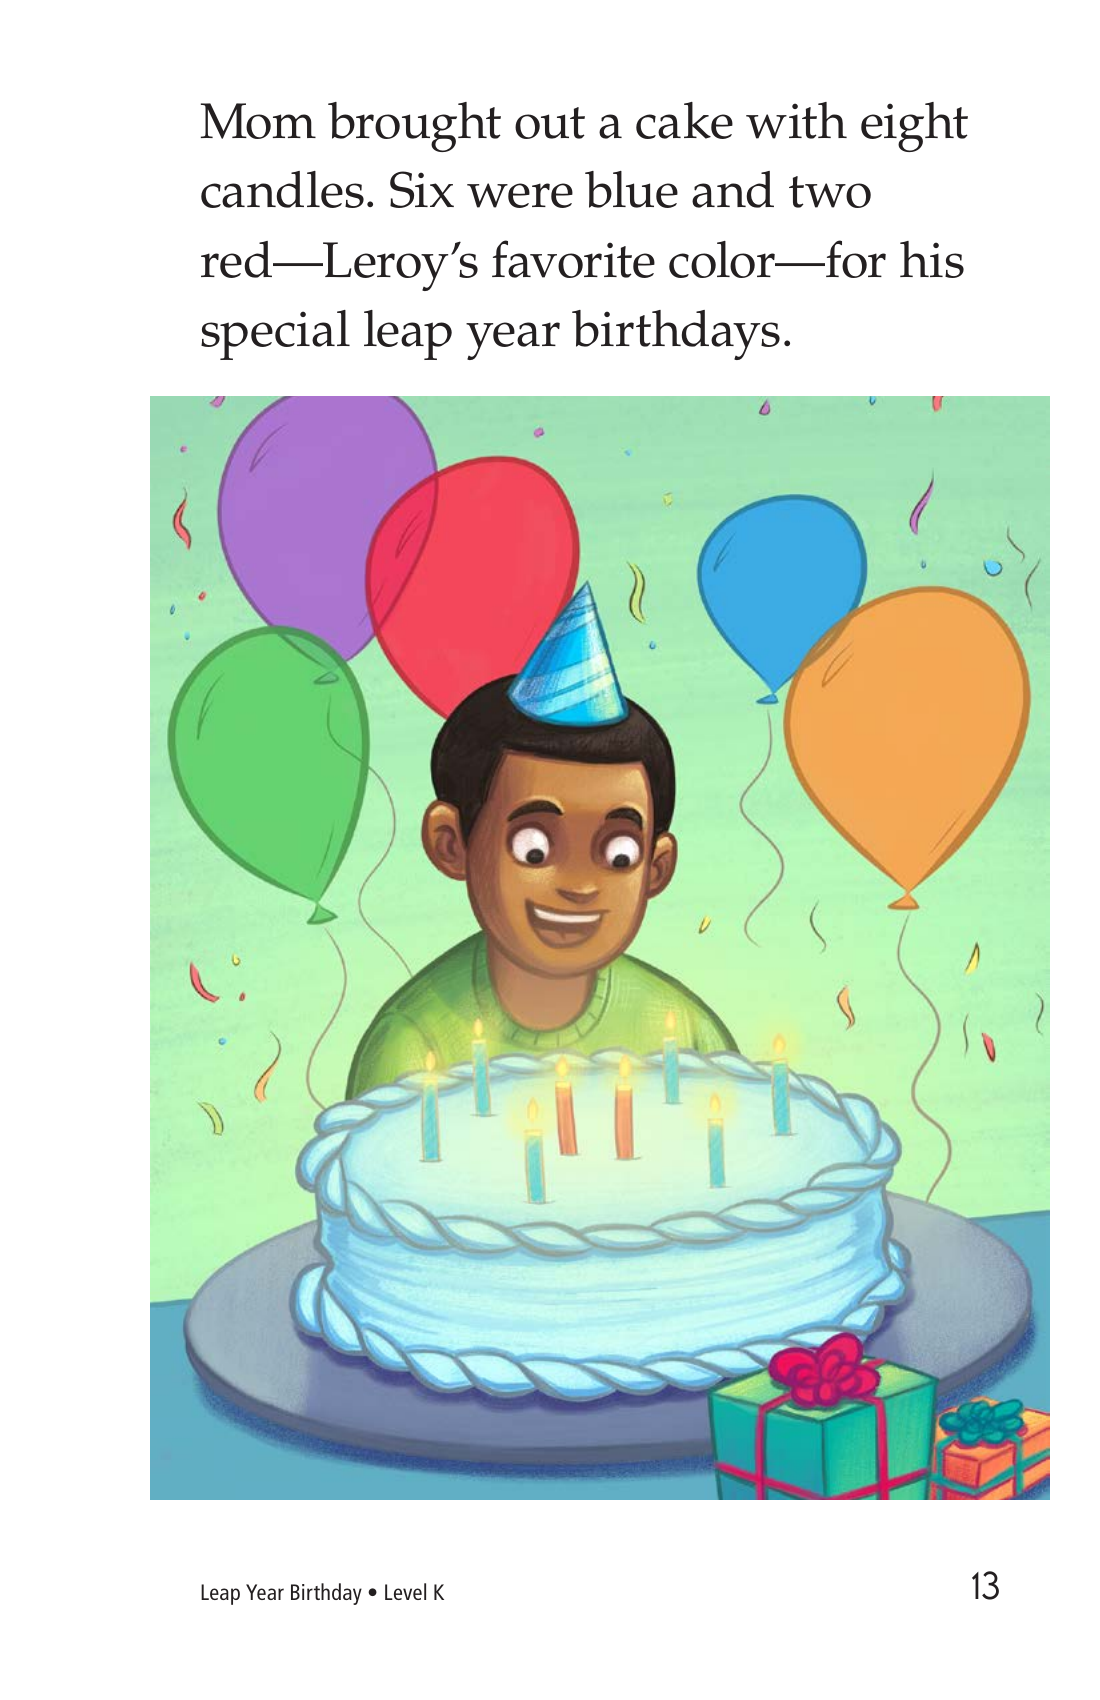 Mom brought out a cake with eight
candles. Six were blue and two
red—Leroy’s favorite color—for his
special leap year birthdays.
Leap Year Birthday • Level K
13